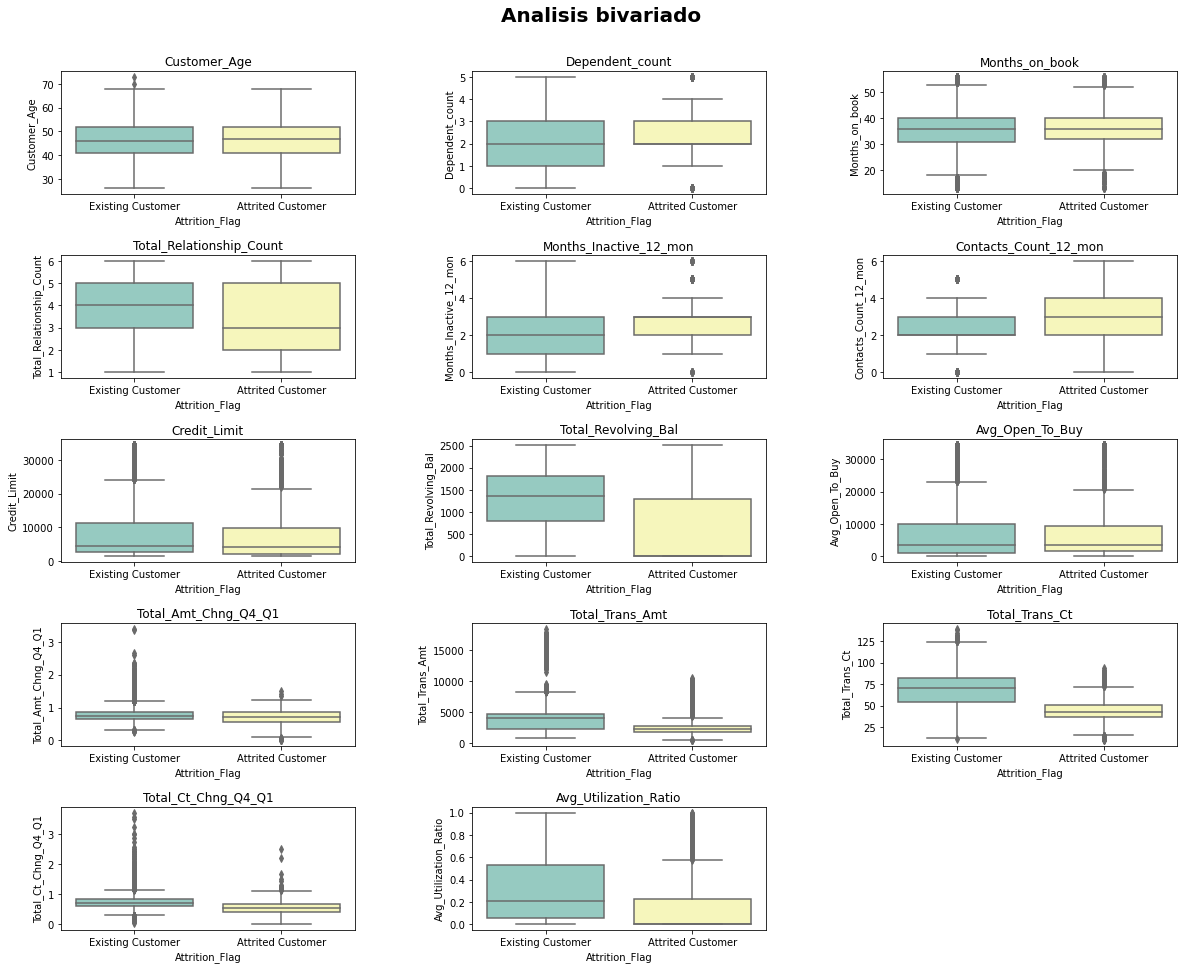 Analisis bivariado
Customer_Age
Customer_Age
70
60
50
40
30
Existing Customer
Attrited Customer
Attrition_Flag
Dependent_count
Dependent_count
5
4
3
2
1
0
Existing Customer
Attrited Customer
Attrition_Flag
Months_on_book
Months_on_book
50
40
30
20
Existing Customer
Attrited Customer
Attrition_Flag
Total_Relationship_Count
Total_Relationship_Count
6
5
4
3
2
1
Existing Customer
Attrited Customer
Attrition_Flag
Months_Inactive_12_mon
Months_Inactive_12_mon
6
4
2
0
Existing Customer
Attrited Customer
Attrition_Flag
Contacts_Count_12_mon
Contacts_Count_12_mon
6
4
2
0
Existing Customer
Attrited Customer
Attrition_Flag
Credit_Limit
Credit_Limit
30000
20000
10000
0
Existing Customer
Attrited Customer
Attrition_Flag
Total_Revolving_Bal
Total_Revolving_Bal
2500
2000
1500
1000
500
0
Existing Customer
Attrited Customer
Attrition_Flag
Avg_Open_To_Buy
Avg_Open_To_Buy
30000
20000
10000
0
Existing Customer
Attrited Customer
Attrition_Flag
Total_Amt_Chng_Q4_Q1
Total_Amt_Chng_Q4_Q1
3
2
1
0
Existing Customer
Attrited Customer
Attrition_Flag
Total_Trans_Amt
Total_Trans_Amt
15000
10000
5000
0
Existing Customer
Attrited Customer
Attrition_Flag
Total_Trans_Ct
Total_Trans_Ct
125
100
75
50
25
Existing Customer
Attrited Customer
Attrition_Flag
Total_Ct_Chng_Q4_Q1
Total_Ct_Chng_Q4_Q1
3
2
1
0
Existing Customer
Attrited Customer
Attrition_Flag
Avg_Utilization_Ratio
Avg_Utilization_Ratio
1.0
0.8
0.6
0.4
0.2
0.0
Existing Customer
Attrited Customer
Attrition_Flag